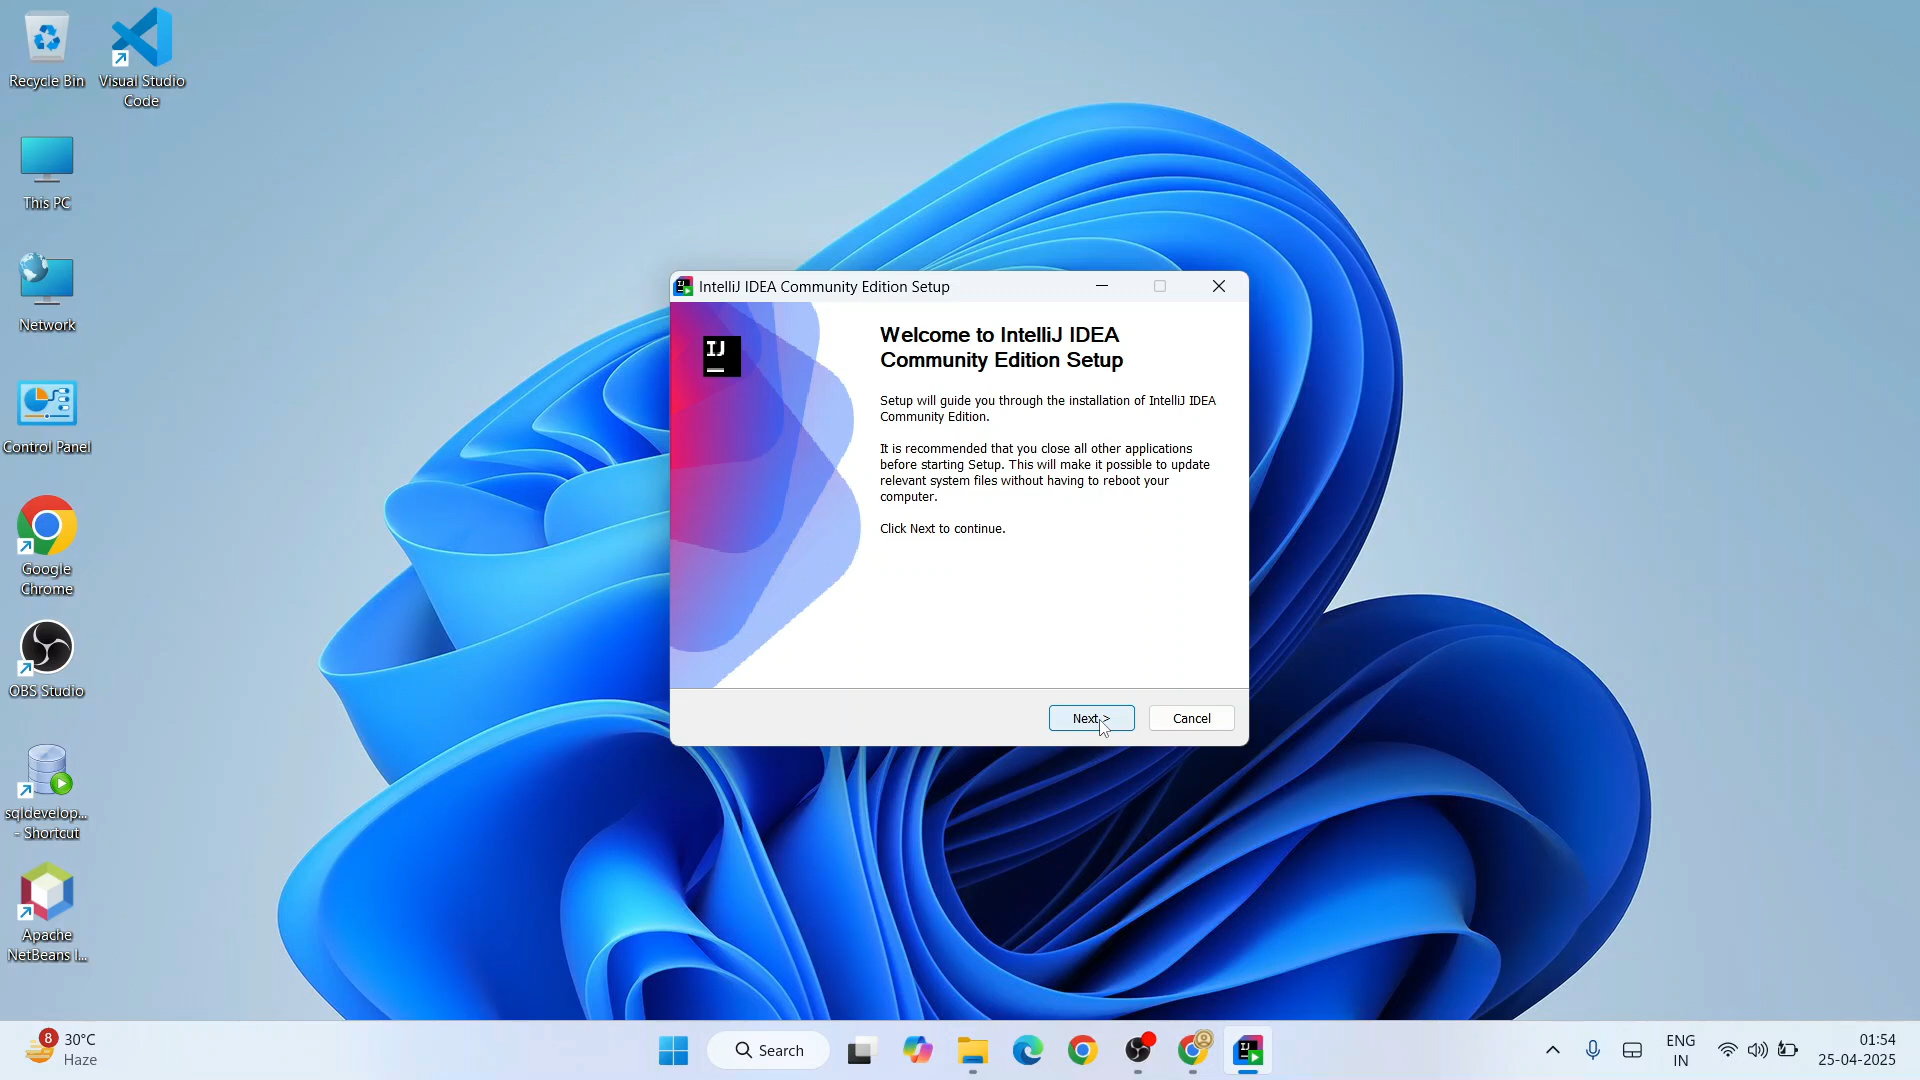 Recycle Bin
Visual Studio
Code
This PC
Network
Control Panel
Google
Chrome
OBS Studio
sqldevelop...
- Shortcut
Apache
NetBeans I...
IntelliJ IDEA Community Edition Setup
IJ
Welcome to IntelliJ IDEA
Community Edition Setup
Setup will guide you through the installation of IntelliJ IDEA
Community Edition.
It is recommended that you close all other applications
before starting Setup. This will make it possible to update
relevant system files without having to reboot your
computer.
Click Next to continue.
Next >
Cancel
8
30°C
Haze
Search
ENG
IN
01:54
25-04-2025